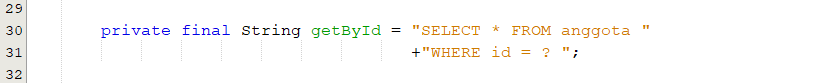 29
30 private final String getById = "SELECT * FROM anggota "
31 +"WHERE id = ? ";
32